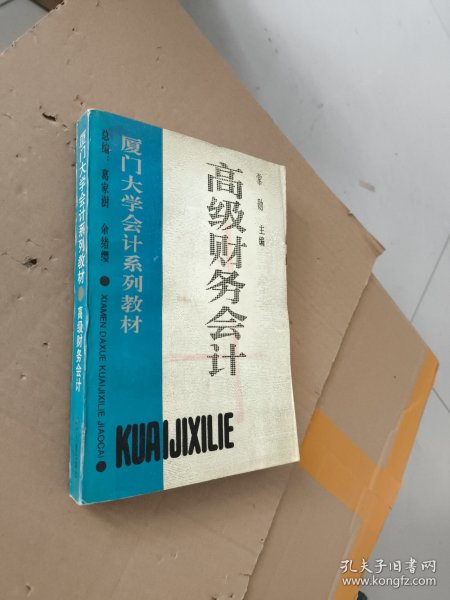 厦门大学会计系列教材
高级财务会计
总编：葛家澍 余绪缨
厦门大学会计系列教材
XIAMEN DAXUE KUAIJIXILIE JIAOCAI
常勋 主编
高级财务会计
KUAIJIXILIE
孔夫子旧书网
www.kongfz.com